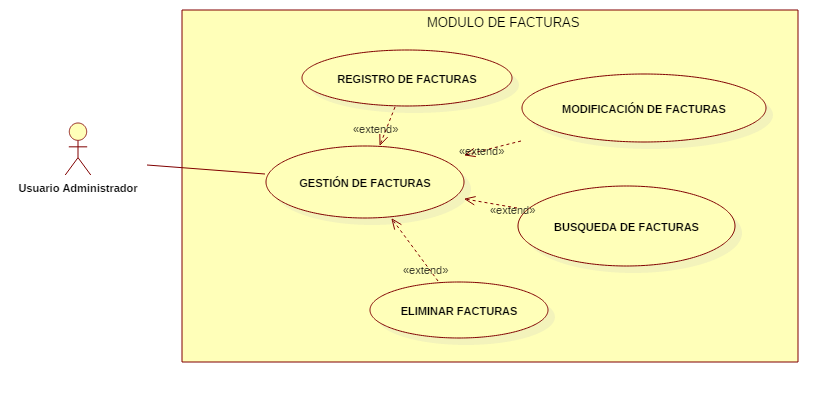 MODULO DE FACTURAS
REGISTRO DE FACTURAS
MODIFICACIÓN DE FACTURAS
«extend»
«extend»
GESTIÓN DE FACTURAS
Usuario Administrador
«extend»
BUSQUEDA DE FACTURAS
«extend»
ELIMINAR FACTURAS